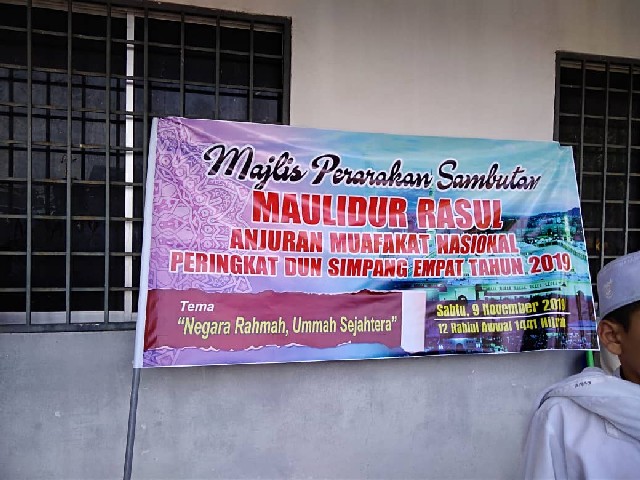 Majlis Perarakan Sambutan
MAULIDUR RASUL
ANJURAN MUAFAKAT NASIONAL
PERINGKAT DUN SIMPANG EMPAT TAHUN 2019
Tema
"Negara Rahmah, Ummah Sejahtera"
Sabtu, 9 November 2019
12 Rabiul Awwal 1441 Hijrah